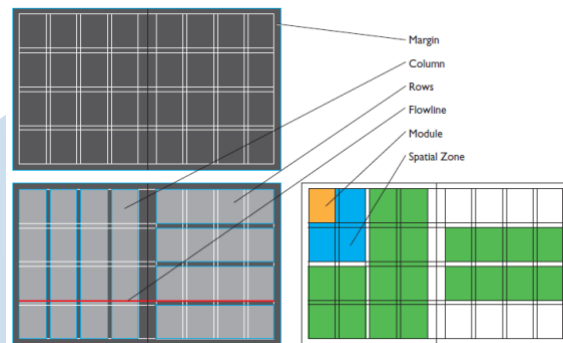 Margin
Column
Rows
Flowline
Module
Spatial Zone